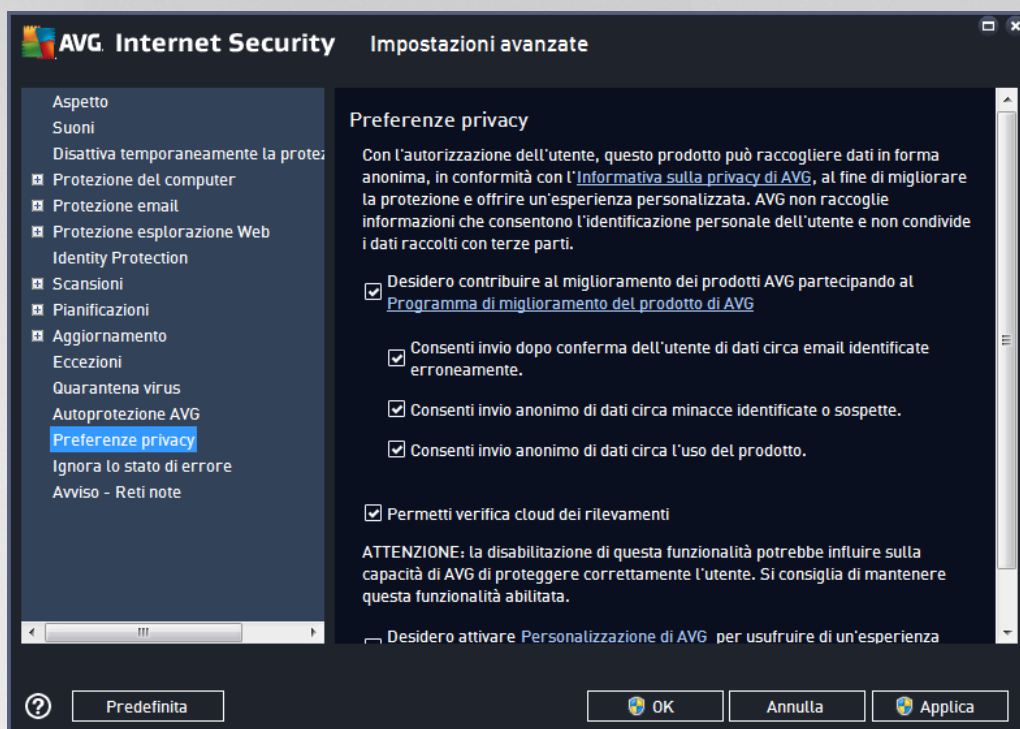 AVG. Internet Security
Impostazioni avanzate
Aspetto
Suoni
Disattiva temporaneamente la protez
Protezione del computer
Protezione email
Protezione esplorazione Web
Identity Protection
Scansioni
Pianificazioni
Aggiornamento
Eccezioni
Quarantena virus
Autoprotezione AVG
Preferenze privacy
Ignora lo stato di errore
Avviso - Reti note
Preferenze privacy
Con l'autorizzazione dell'utente, questo prodotto può raccogliere dati in forma
anonima, in conformità con l'Informativa sulla privacy di AVG, al fine di migliorare
la protezione e offrire un'esperienza personalizzata. AVG non raccoglie
informazioni che consentono l'identificazione personale dell'utente e non condivide
i dati raccolti con terze parti.
Desidero contribuire al miglioramento dei prodotti AVG partecipando al
Programma di miglioramento del prodotto di AVG
Consenti invio dopo conferma dell'utente di dati circa email identificate
erroneamente.
Consenti invio anonimo di dati circa minacce identificate o sospette.
Consenti invio anonimo di dati circa l'uso del prodotto.
Permetti verifica cloud dei rilevamenti
ATTENZIONE: la disabilitazione di questa funzionalità potrebbe influire sulla
capacità di AVG di proteggere correttamente l'utente. Si consiglia di mantenere
questa funzionalità abilitata.
Desidero attivare Personalizzazione di AVG per usufruire di un'esperienza
Predefinita
OK
Annulla
Applica